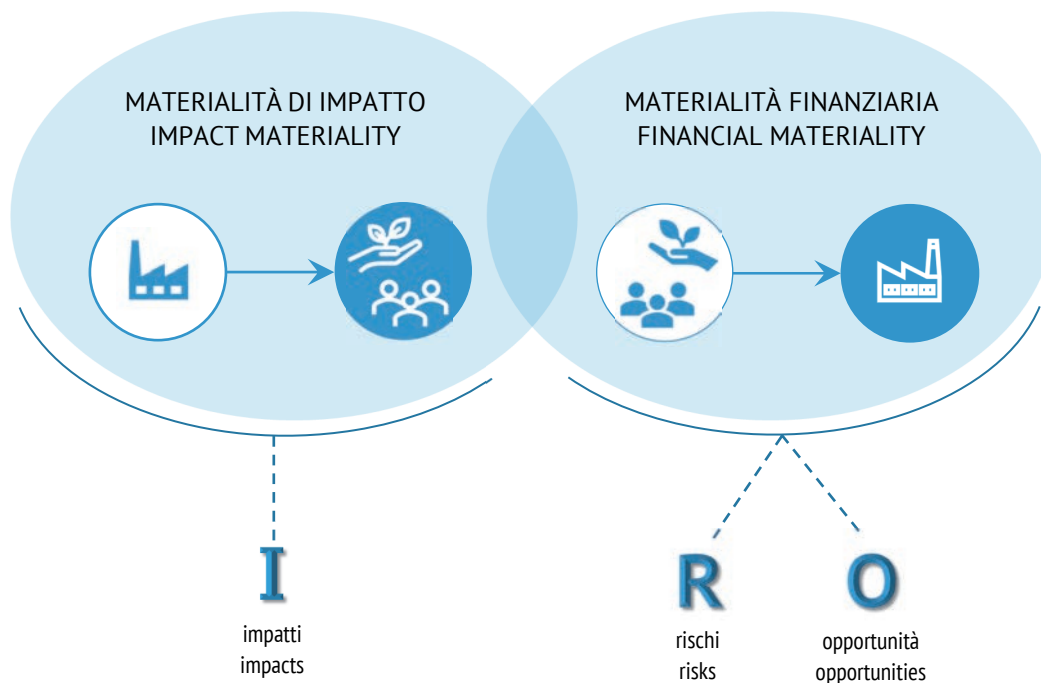 MATERIALITÀ DI IMPATTO
IMPACT MATERIALITY
MATERIALITÀ FINANZIARIA
FINANCIAL MATERIALITY
I
impatti
impacts
R
rischi
risks
O
opportunità
opportunities